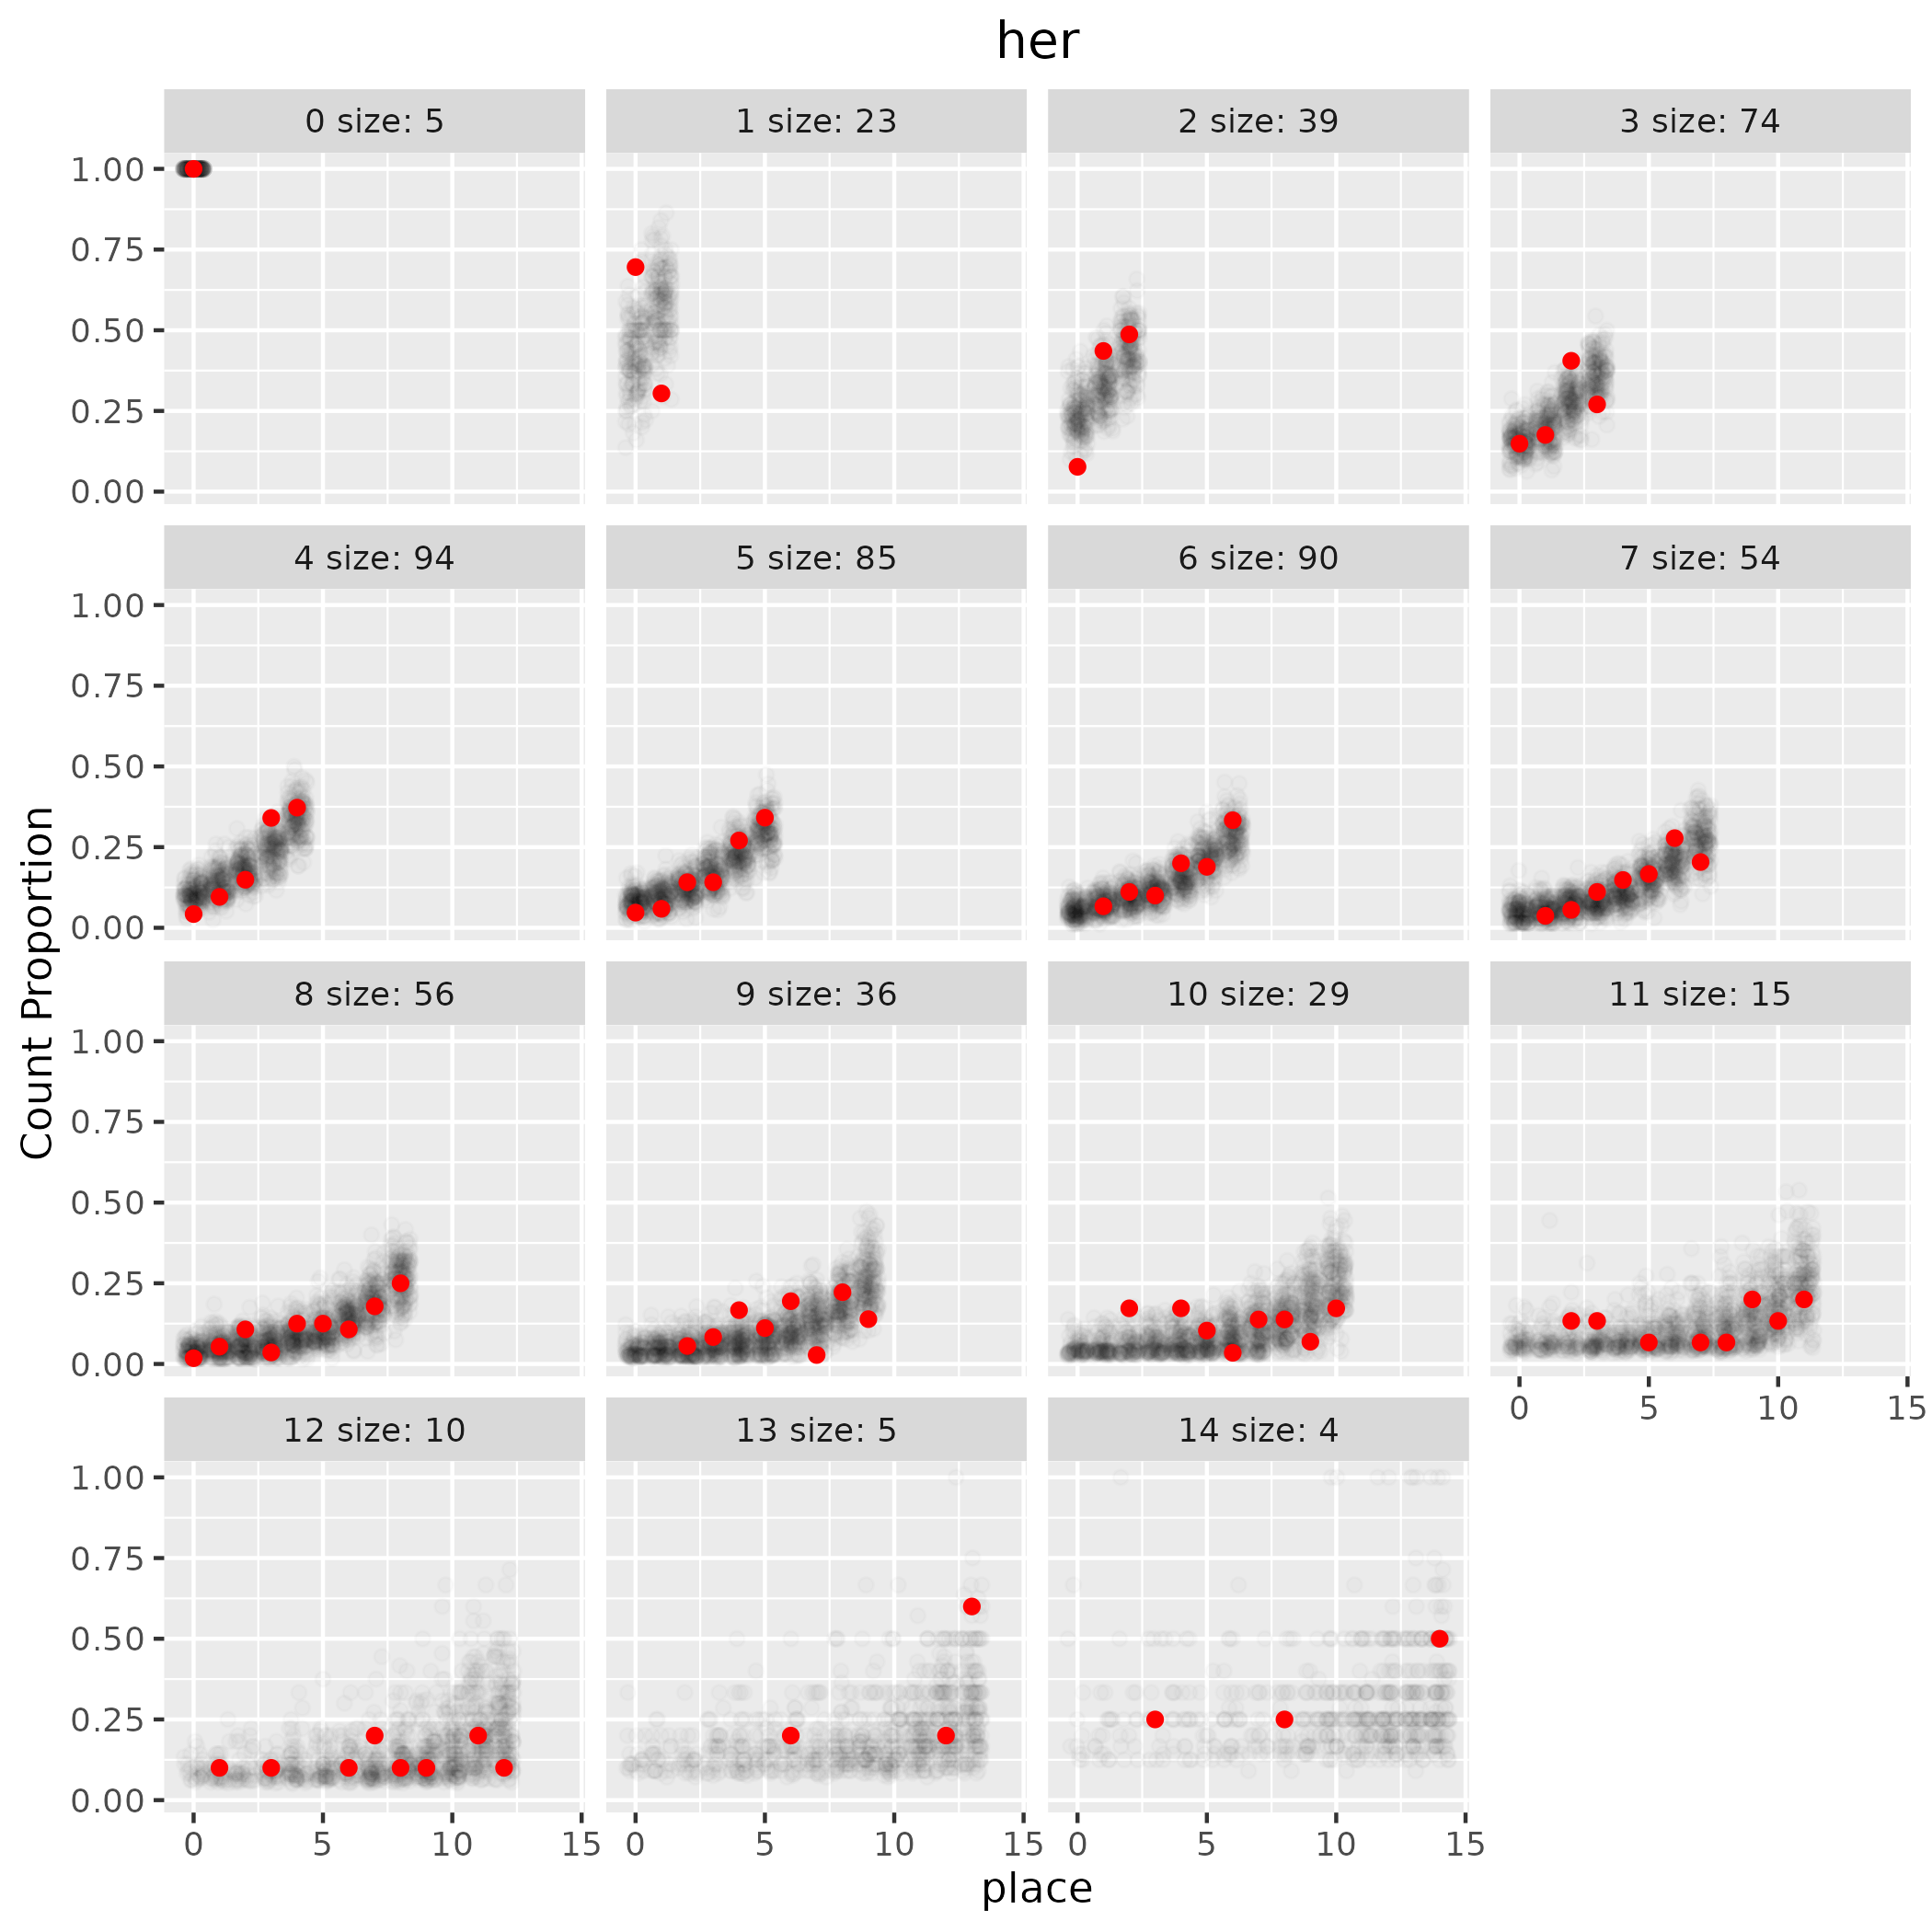 her
0 size: 5
1 size: 23
2 size: 39
3 size: 74
1.00
0.75
0.50
0.25
0.00
4 size: 94
5 size: 85
6 size: 90
7 size: 54
1.00
0.75
0.50
0.25
0.00
Count Proportion
8 size: 56
9 size: 36
10 size: 29
11 size: 15
1.00
0.75
0.50
0.25
0.00
0 5 10 15
12 size: 10
13 size: 5
14 size: 4
1.00
0.75
0.50
0.25
0.00
0 5 10 15
0 5 10 15
0 5 10 15
place